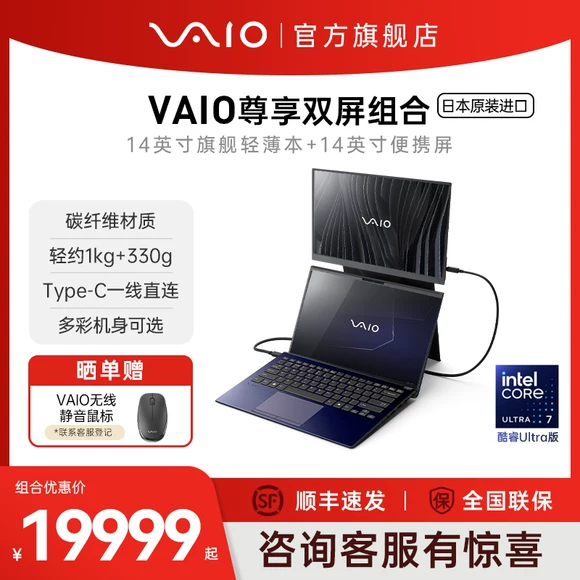 VAIO | 官方旗舰店
VAIO尊享双屏组合 日本原装进口
14英寸旗舰轻薄本+14英寸便携屏
碳纤维材质
轻约1kg+330g
Type-C一线直连
多彩机身可选
晒单赠
VAIO无线
静音鼠标
*联系客服登记
VAIO
VAIO
VAIO
intel
CORE
ULTRA 7
酷睿Ultra版
组合优惠价
¥19999起
SF 顺丰速发 / 全国联保
咨询客服有惊喜